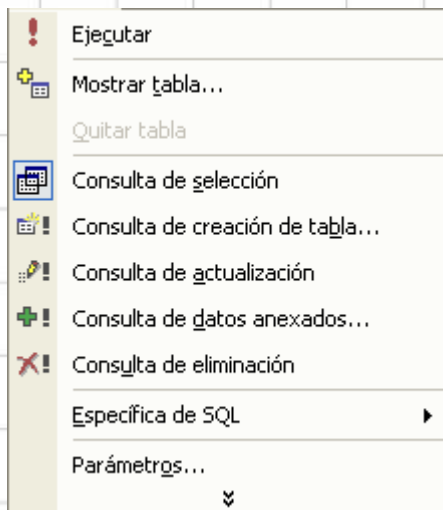 Ejecutar
Mostrar tabla...
Quitar tabla
Consulta de selección
Consulta de creación de tabla...
Consulta de actualización
Consulta de datos anexados...
Consulta de eliminación
Específica de SQL
Parámetros...